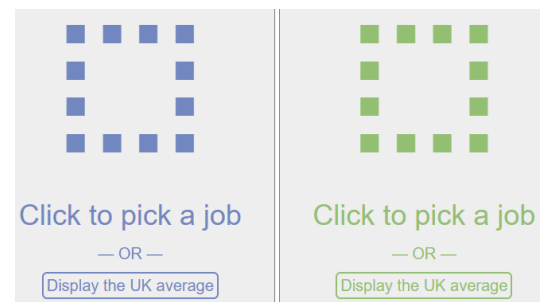 Click to pick a job
— OR —
Display the UK average
Click to pick a job
— OR —
Display the UK average